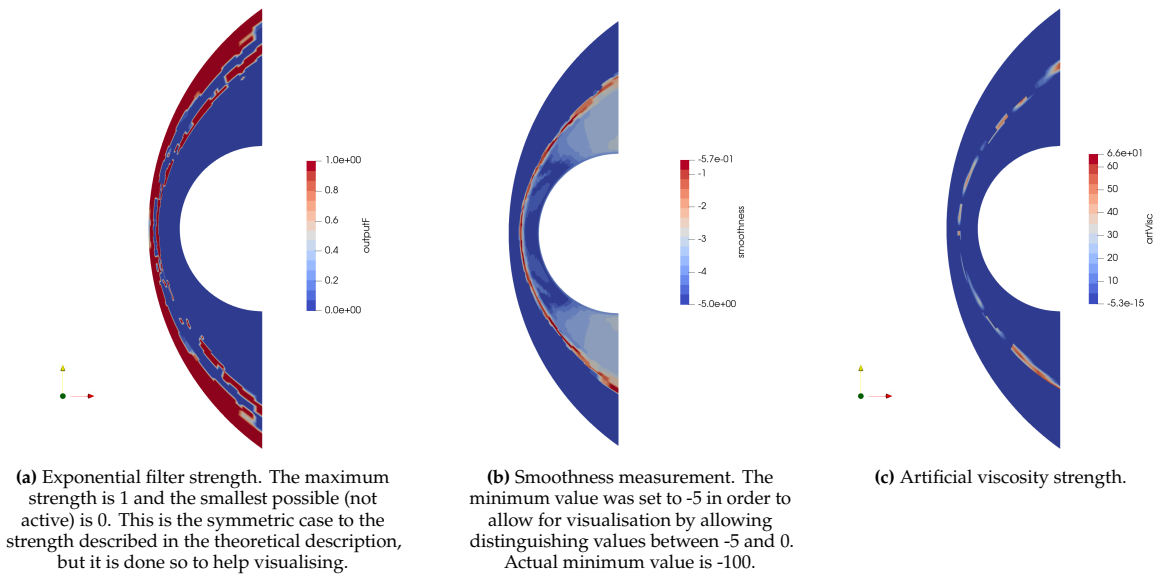 1.0e+00
0.8
0.6
0.4
0.2
0.0e+00
outputF
-5.7e-01
-1
-2
-3
-4
-5.0e+00
smoothness
6.6e+01
60
50
40
30
20
10
-5.3e-15
artVisc
(a) Exponential filter strength. The maximum
strength is 1 and the smallest possible (not
active) is 0. This is the symmetric case to the
strength described in the theoretical description,
but it is done so to help visualising.
(b) Smoothness measurement. The
minimum value was set to -5 in order to
allow for visualisation by allowing
distinguishing values between -5 and 0.
Actual minimum value is -100.
(c) Artificial viscosity strength.